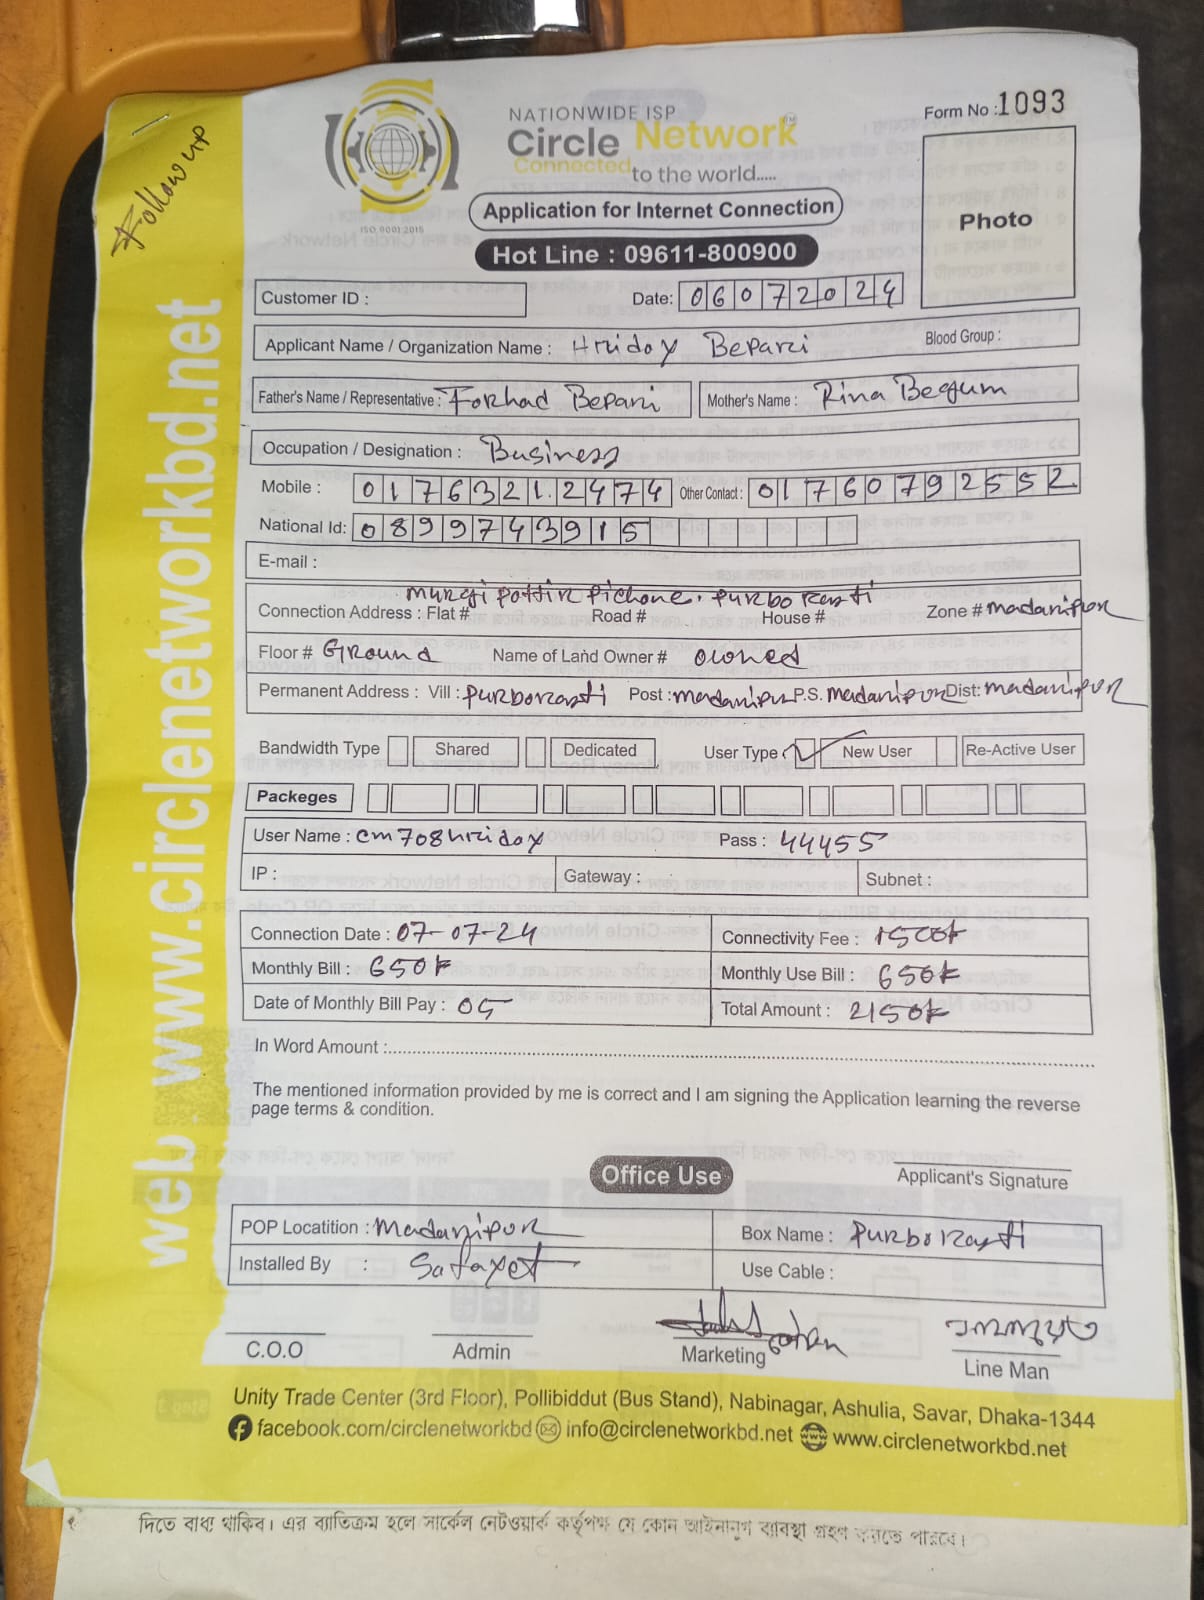 Follow up
NATIONWIDE ISP
Circle Network TM
Connected to the world.....
ISO 9001:2015
Form No : 1093
Photo
Application for Internet Connection
Hot Line : 09611-800900
Customer ID : Date: 06072024
Applicant Name / Organization Name : Hridoy Bepari Blood Group :
Father's Name / Representative : Forhad Bepari Mother's Name : Rina Begum
Occupation / Designation : Business
Mobile : 01763212474 Other Contact : 01760792552
National Id: 0899743915
E-mail :
murgi pottir pichone. purbo rasti
Connection Address : Flat # Road # House # Zone # madaripur
Floor # Ground Name of Land Owner # owned
Permanent Address : Vill : purborasti Post : madaripur P.S. madaripur Dist: madaripur
Bandwidth Type Shared Dedicated User Type ✓ New User Re-Active User
Packeges
User Name : cm708hridoy Pass : 44455
IP : Gateway : Subnet :
Connection Date : 07-07-24 Connectivity Fee : 1500/-
Monthly Bill : 650/- Monthly Use Bill : 650/-
Date of Monthly Bill Pay : 05 Total Amount : 2150/-
In Word Amount :
The mentioned information provided by me is correct and I am signing the Application learning the reverse
page terms & condition.
Applicant's Signature
Office Use
POP Locatition : Madaripur Box Name : Purbo Rasti
Installed By : Safayet Use Cable :
C.O.O Admin Marketing Line Man
Unity Trade Center (3rd Floor), Pollibiddut (Bus Stand), Nabinagar, Ashulia, Savar, Dhaka-1344
facebook.com/circlenetworkbd info@circlenetworkbd.net www.circlenetworkbd.net
web www.circlenetworkbd.net
দিতে বাধ্য থাকিব। এর ব্যতিক্রম হলে সার্কেল নেটওয়ার্ক কর্তৃপক্ষ যে কোন আইনানুগ ব্যবস্থা গ্রহণ করতে পারবে।